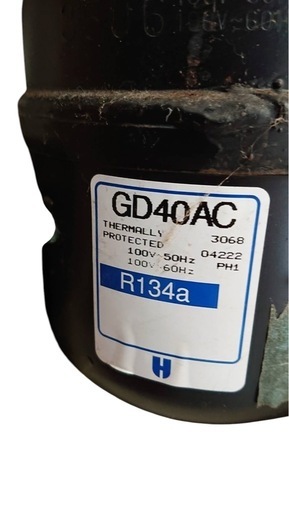 GD40AC
THERMALLY 3068
PROTECTED 04222
100V~50Hz PH1
100V~60Hz
R134a